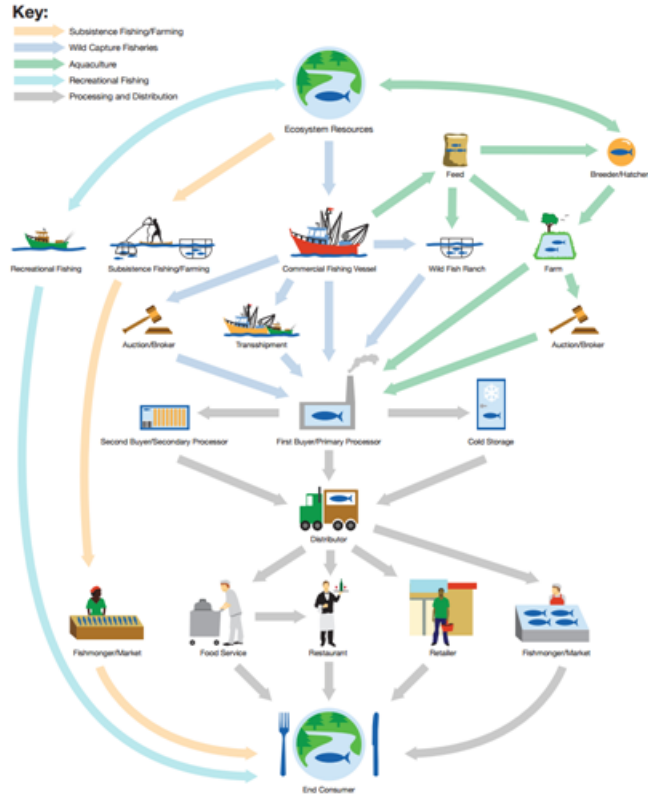 Key:
Subsistence Fishing/Farming
Wild Capture Fisheries
Aquaculture
Recreational Fishing
Processing and Distribution
Ecosystem Resources
Feed
Breeder/Hatcher
Recreational Fishing
Subsistence Fishing/Farming
Commercial Fishing Vessel
Wild Fish Ranch
Farm
Auction/Broker
Transshipment
Auction/Broker
Second Buyer/Secondary Processor
First Buyer/Primary Processor
Cold Storage
Distributor
Fishmonger/Market
Food Service
Restaurant
Retailer
Fishmonger/Market
End Consumer